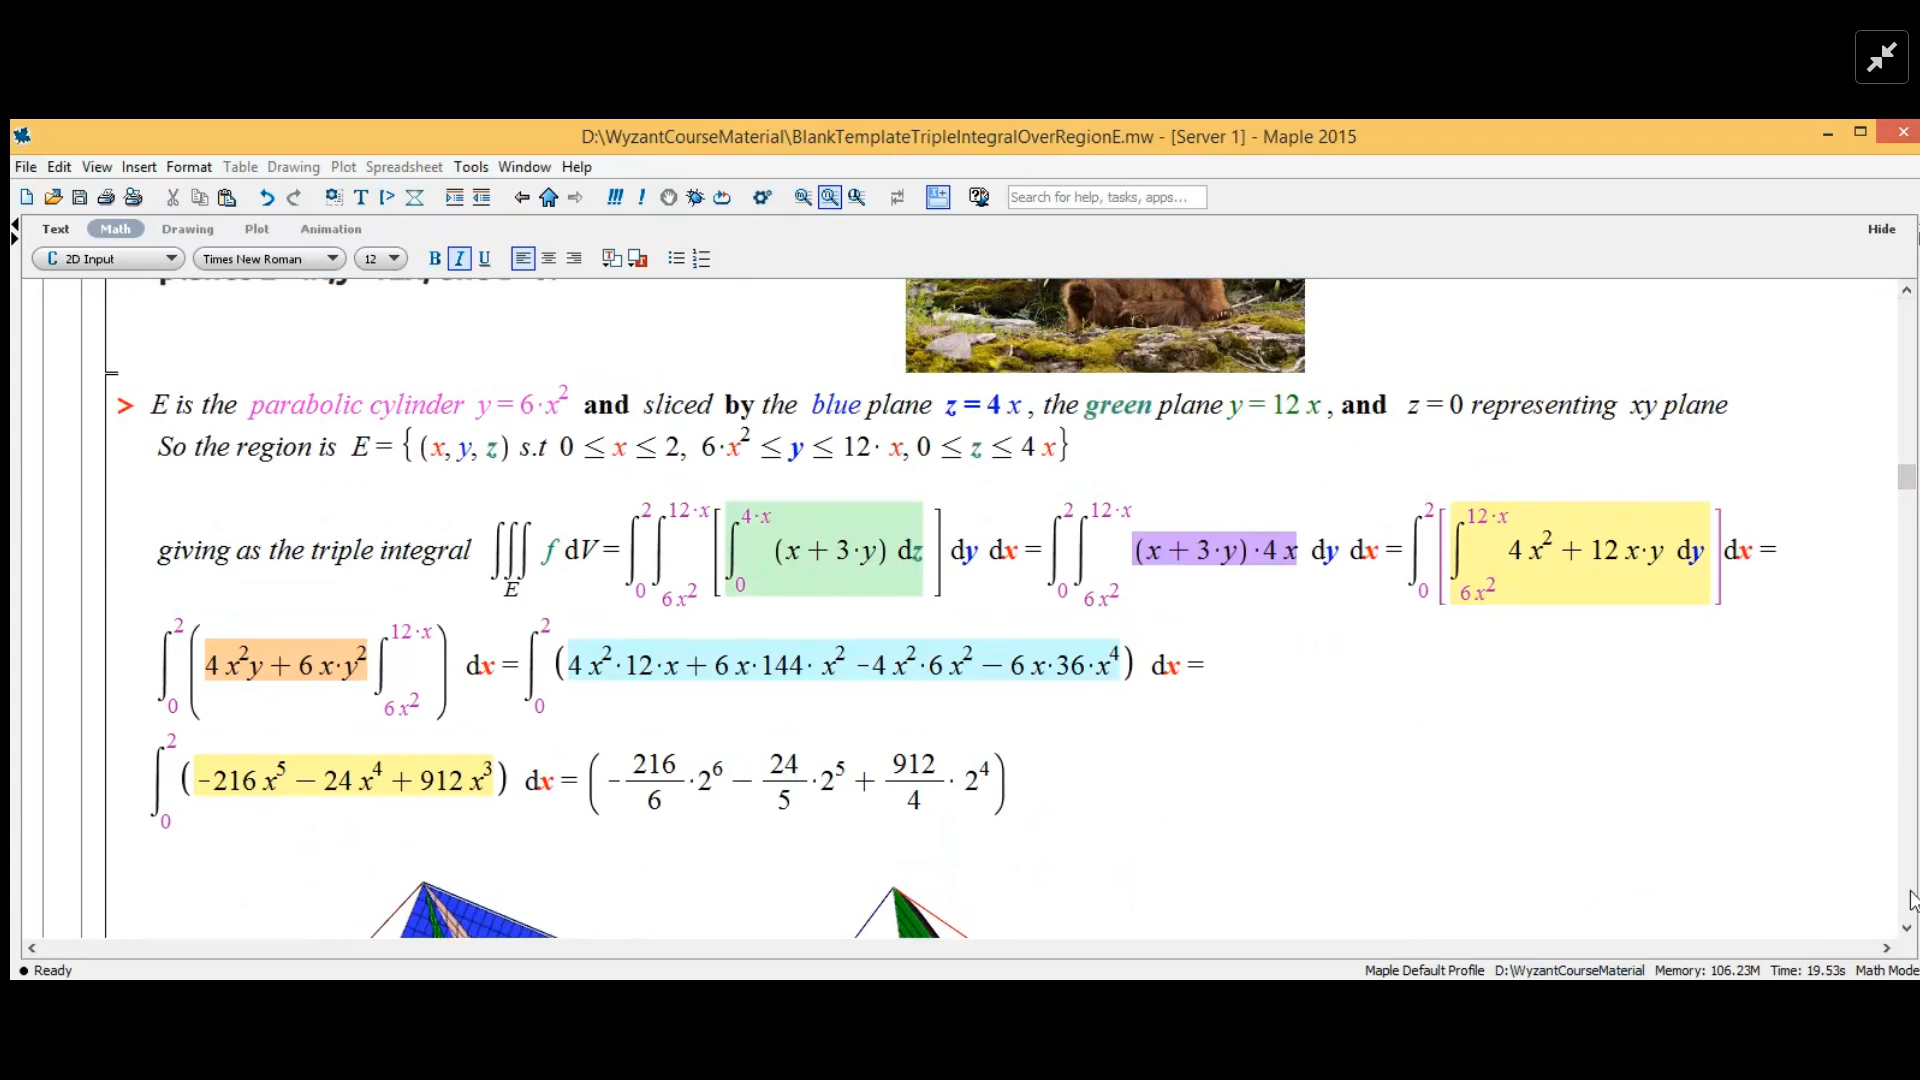 D:\WyzantCourseMaterial\BlankTemplateTripleIntegralOverRegionE.mw - [Server 1] - Maple 2015
File Edit View Insert Format Table Drawing Plot Spreadsheet Tools Window Help
Search for help, tasks, apps...
Text Math Drawing Plot Animation Hide
C 2D Input Times New Roman 12 B I U
> E is the parabolic cylinder y = 6·x² and sliced by the blue plane z = 4 x , the green plane y = 12 x , and z = 0 representing xy plane
So the region is E = { (x, y, z) s.t 0 ≤ x ≤ 2, 6·x² ≤ y ≤ 12· x, 0 ≤ z ≤ 4 x}
giving as the triple integral ∭_E f dV = ∫_0^2 ∫_{6x²}^{12·x} [ ∫_0^{4·x} (x + 3·y) dz ] dy dx = ∫_0^2 ∫_{6x²}^{12·x} (x + 3·y)·4 x dy dx = ∫_0^2 [ ∫_{6x²}^{12·x} 4 x² + 12 x·y dy ] dx =
∫_0^2 ( 4 x²y + 6 x·y² ∫_{6x²}^{12·x} ) dx = ∫_0^2 (4 x²·12·x + 6 x·144· x² -4 x²·6 x² − 6 x·36·x⁴) dx =
∫_0^2 (-216 x⁵ − 24 x⁴ + 912 x³) dx = ( - 216/6 ·2⁶ − 24/5 ·2⁵ + 912/4 · 2⁴ )
Ready Maple Default Profile D:\WyzantCourseMaterial Memory: 106.23M Time: 19.53s Math Mode